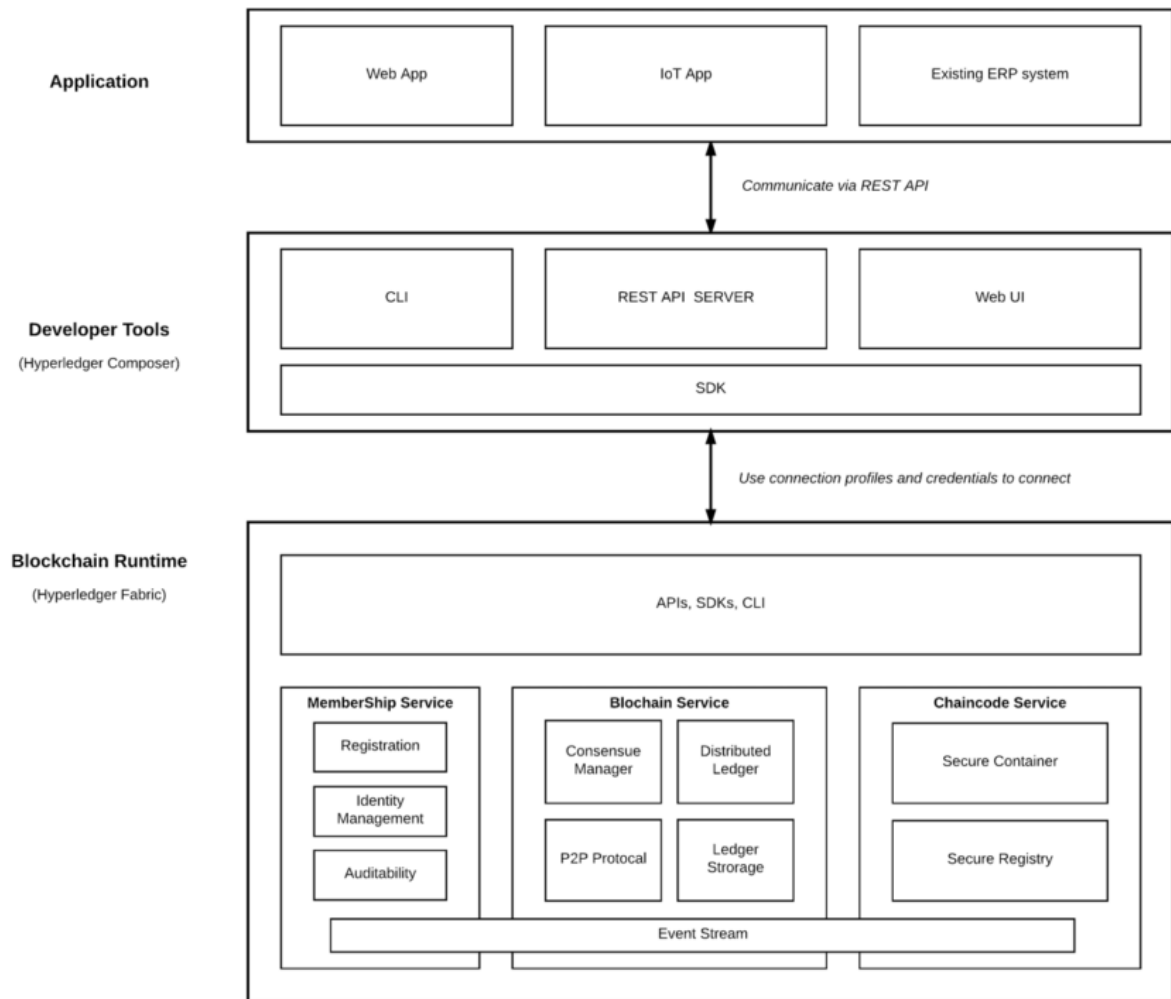 Application
Web App
IoT App
Existing ERP system
Communicate via REST API
Developer Tools
(Hyperledger Composer)
CLI
REST API SERVER
Web UI
SDK
Use connection profiles and credentials to connect
Blockchain Runtime
(Hyperledger Fabric)
APIs, SDKs, CLI
MemberShip Service
Registration
Identity
Management
Auditability
Blochain Service
Consensue
Manager
Distributed
Ledger
P2P Protocal
Ledger
Strorage
Chaincode Service
Secure Container
Secure Registry
Event Stream